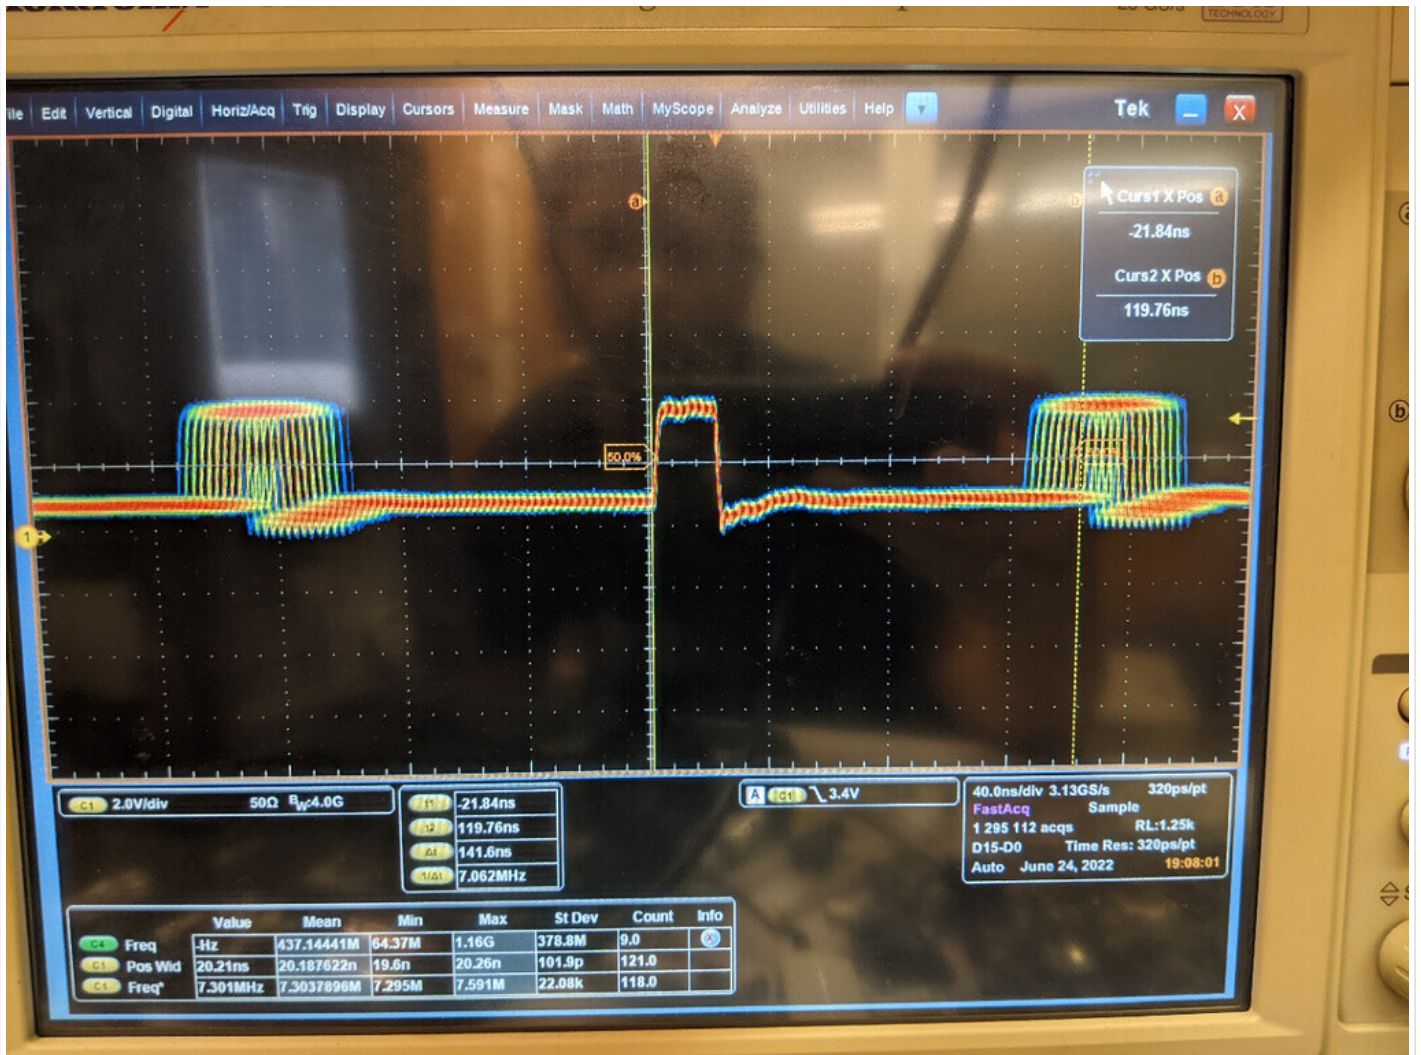 TECHNOLOGY
File Edit Vertical Digital Horiz/Acq Trig Display Cursors Measure Mask Math MyScope Analyze Utilities Help Tek X
a
b
Curs1 X Pos a
-21.84ns
Curs2 X Pos b
119.76ns
50.0%
1
C1 2.0V/div 50Ω BW:4.0G
t1 -21.84ns
t2 119.76ns
Δt 141.6ns
1/Δt 7.062MHz
A C1 3.4V
40.0ns/div 3.13GS/s 320ps/pt
FastAcq Sample
1 295 112 acqs RL:1.25k
D15-D0 Time Res: 320ps/pt
Auto June 24, 2022 19:08:01
Value Mean Min Max St Dev Count Info
C4 Freq -Hz 437.14441M 64.37M 1.16G 378.8M 9.0
C1 Pos Wid 20.21ns 20.187622n 19.6n 20.26n 101.9p 121.0
C1 Freq* 7.301MHz 7.3037896M 7.295M 7.591M 22.08k 118.0
b